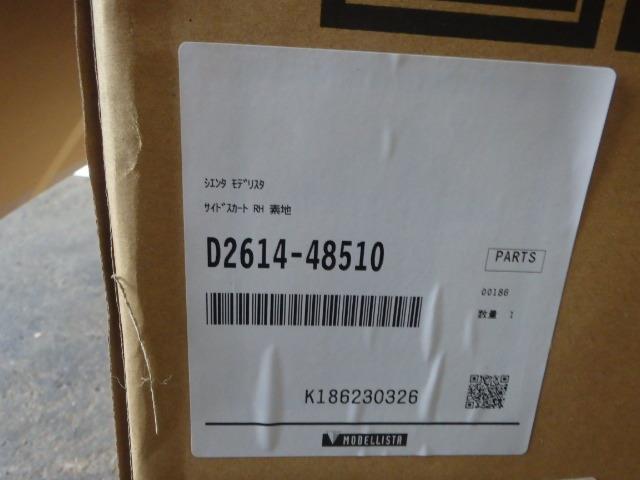 ｼｴﾝﾀ ﾓﾃﾞﾘｽﾀ
ｻｲﾄﾞｽｶｰﾄ RH 素地
D2614-48510
PARTS
00186
数量 1
K186230326
MODELLISTA